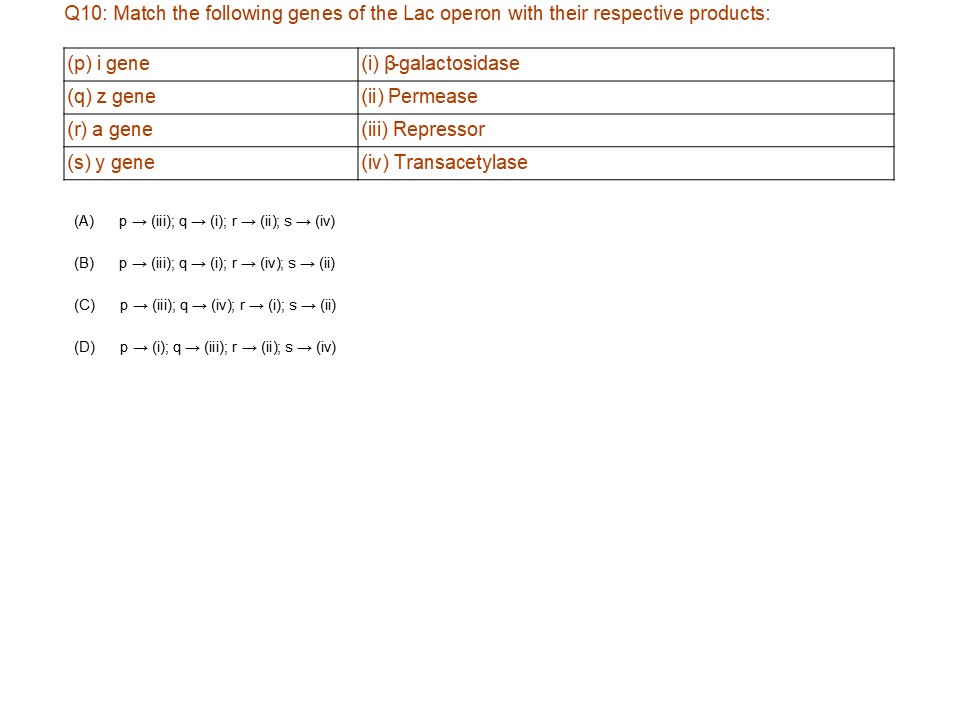 Q10: Match the following genes of the Lac operon with their respective products:
(p) i gene (i) β-galactosidase
(q) z gene (ii) Permease
(r) a gene (iii) Repressor
(s) y gene (iv) Transacetylase
(A) p → (iii); q → (i); r → (ii); s → (iv)
(B) p → (iii); q → (i); r → (iv); s → (ii)
(C) p → (iii); q → (iv); r → (i); s → (ii)
(D) p → (i); q → (iii); r → (ii); s → (iv)